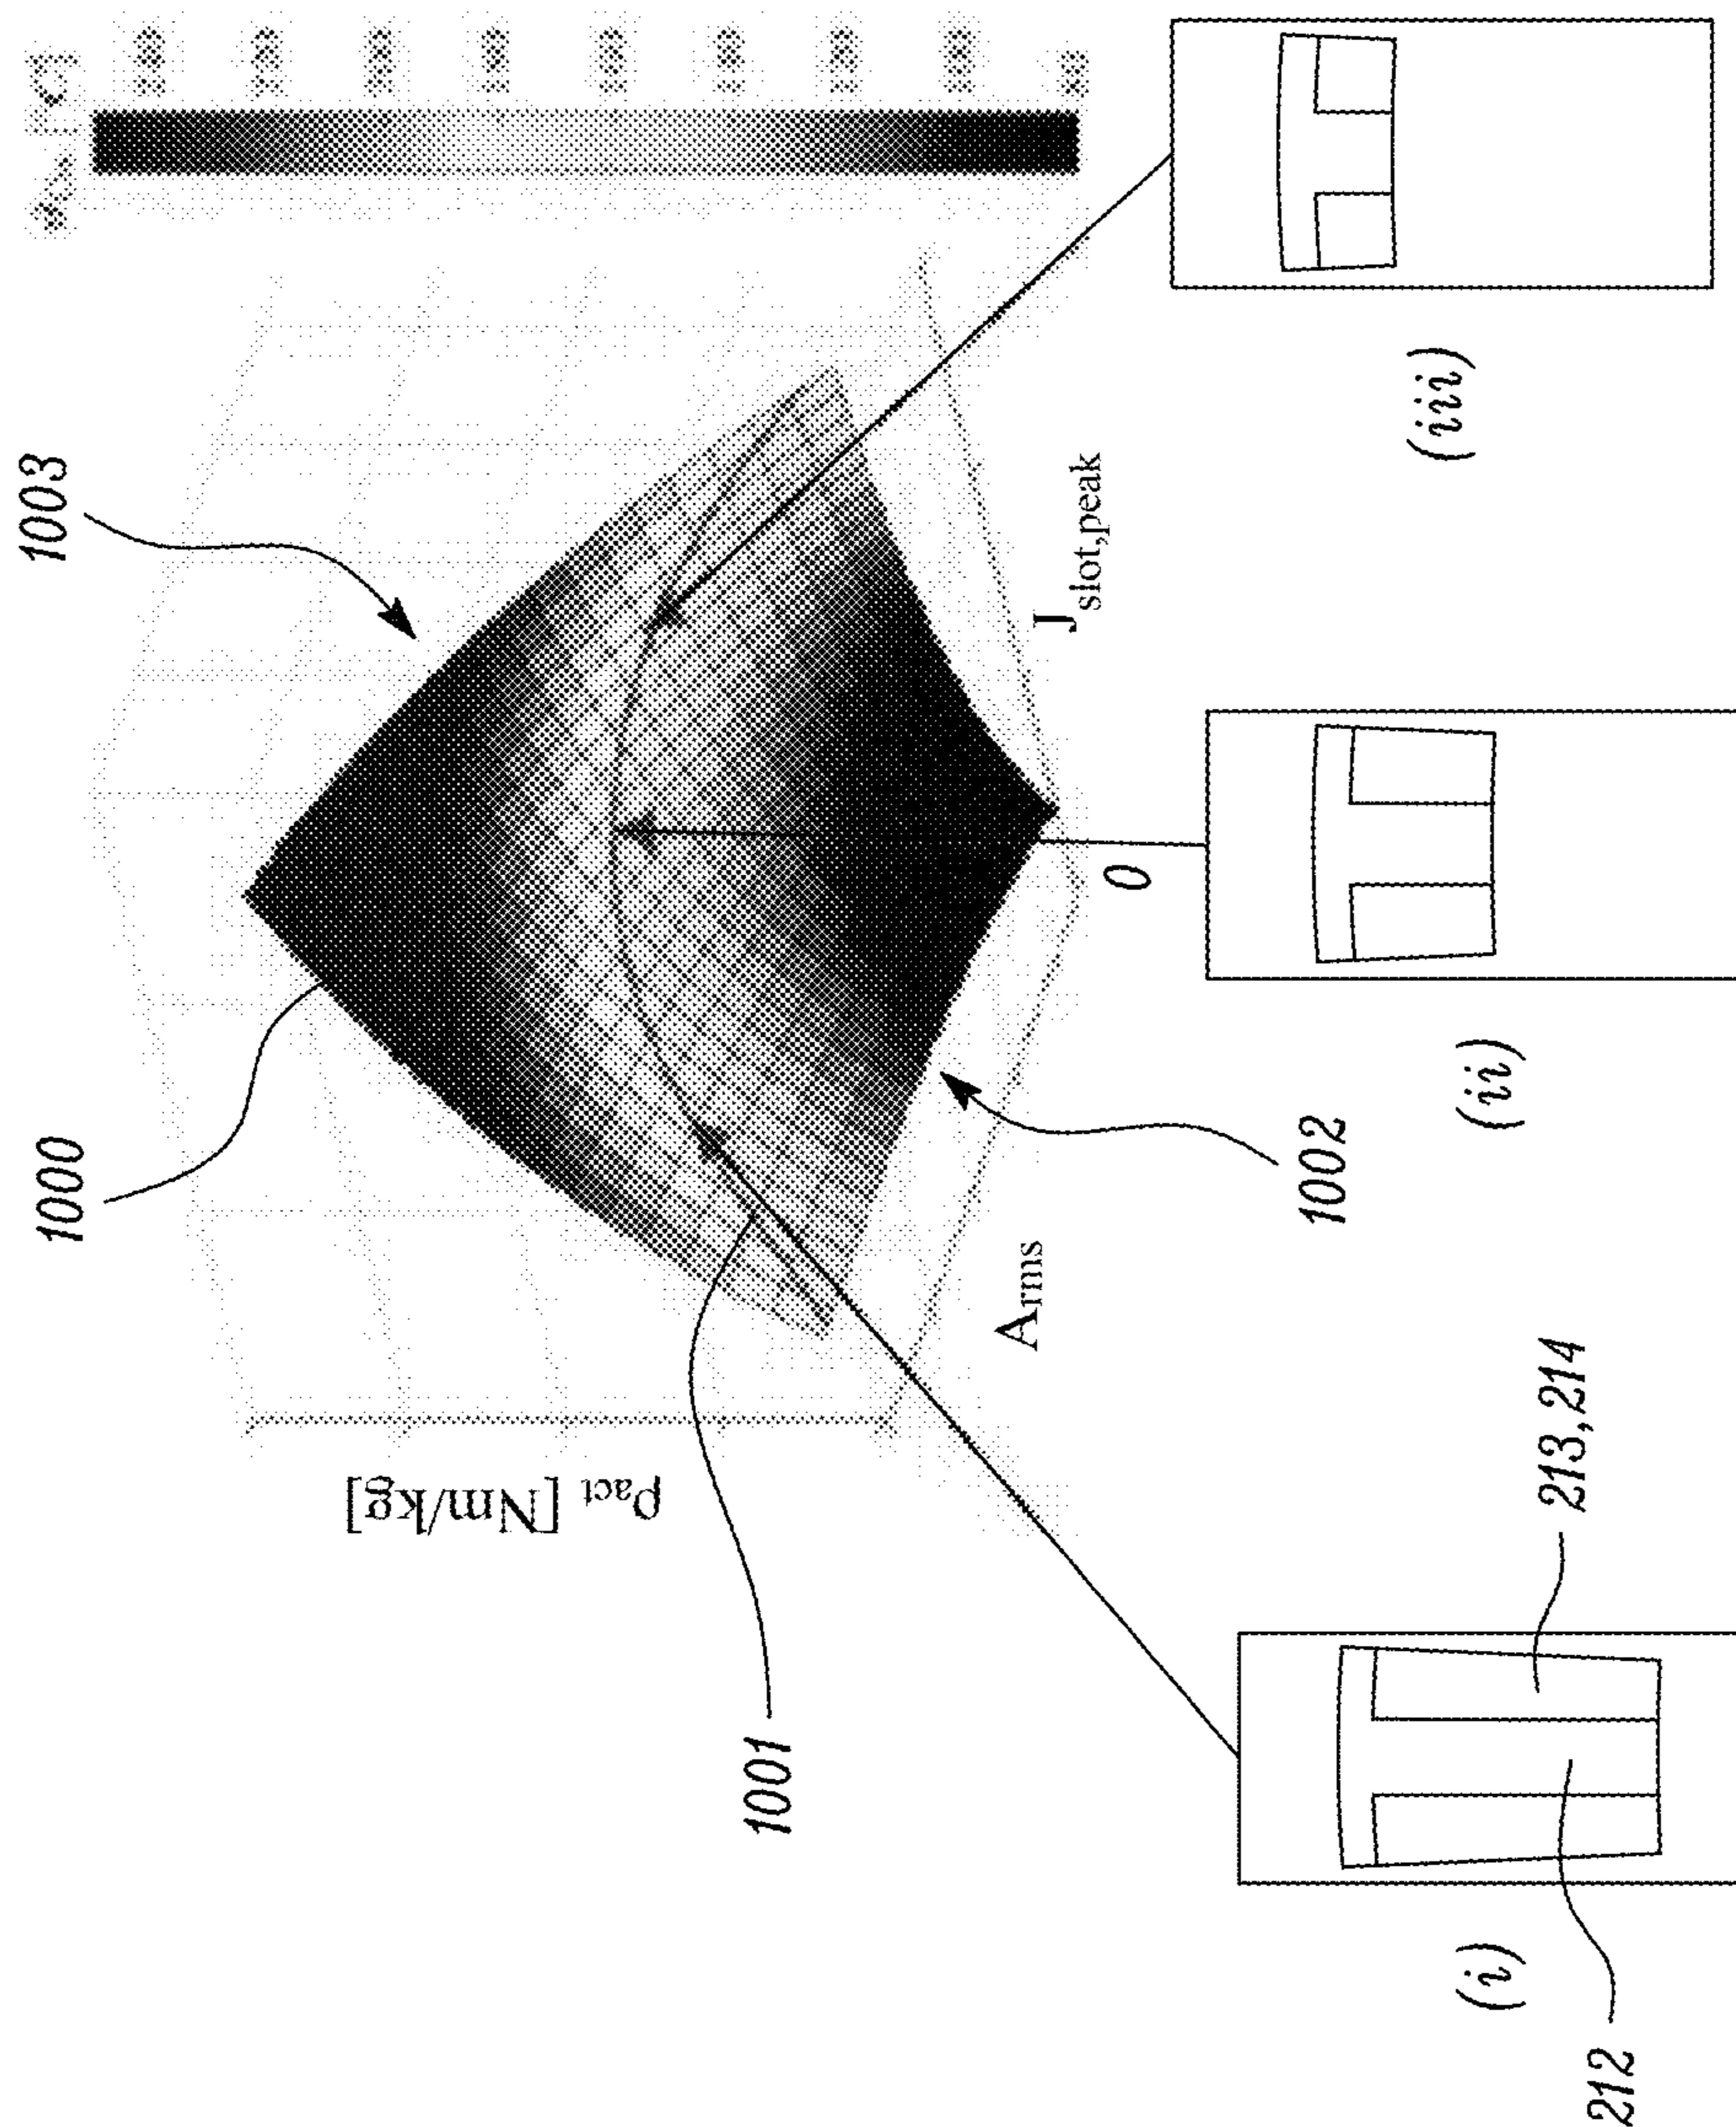 1003
1000
ρact [Nm/kg]
1001
Arms
Jslot,peak
0
1002
(i)
(ii)
(iii)
213,214
212